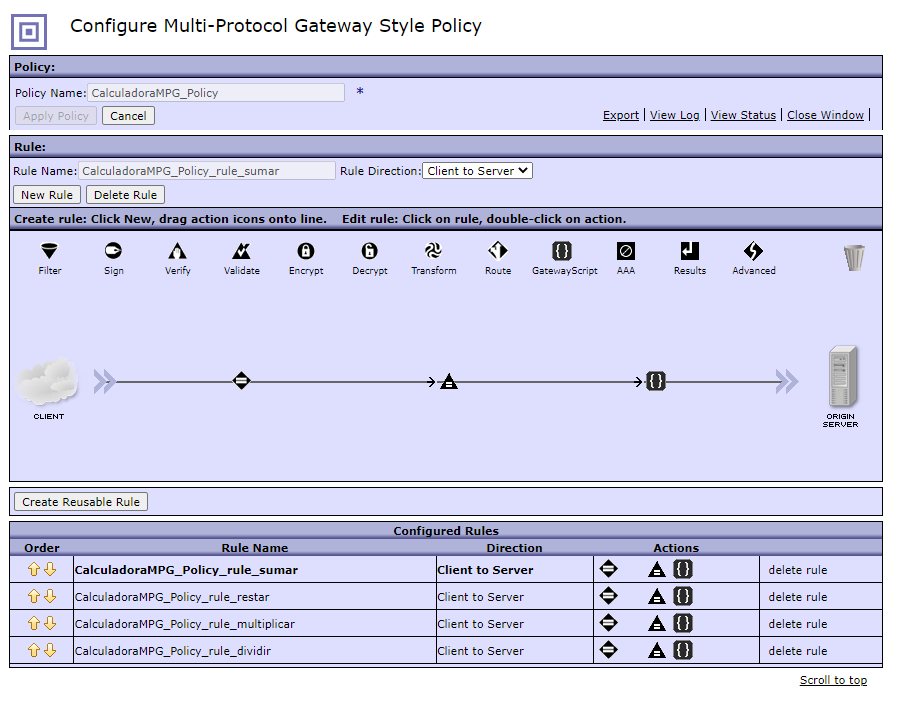 Configure Multi-Protocol Gateway Style Policy
Policy:
Policy Name: CalculadoraMPG_Policy *
Apply Policy Cancel Export | View Log | View Status | Close Window |
Rule:
Rule Name: CalculadoraMPG_Policy_rule_sumar Rule Direction: Client to Server
New Rule Delete Rule
Create rule: Click New, drag action icons onto line. Edit rule: Click on rule, double-click on action.
Filter Sign Verify Validate Encrypt Decrypt Transform Route GatewayScript AAA Results Advanced
CLIENT
ORIGIN
SERVER
Create Reusable Rule
Configured Rules
Order Rule Name Direction Actions
CalculadoraMPG_Policy_rule_sumar Client to Server delete rule
CalculadoraMPG_Policy_rule_restar Client to Server delete rule
CalculadoraMPG_Policy_rule_multiplicar Client to Server delete rule
CalculadoraMPG_Policy_rule_dividir Client to Server delete rule
Scroll to top